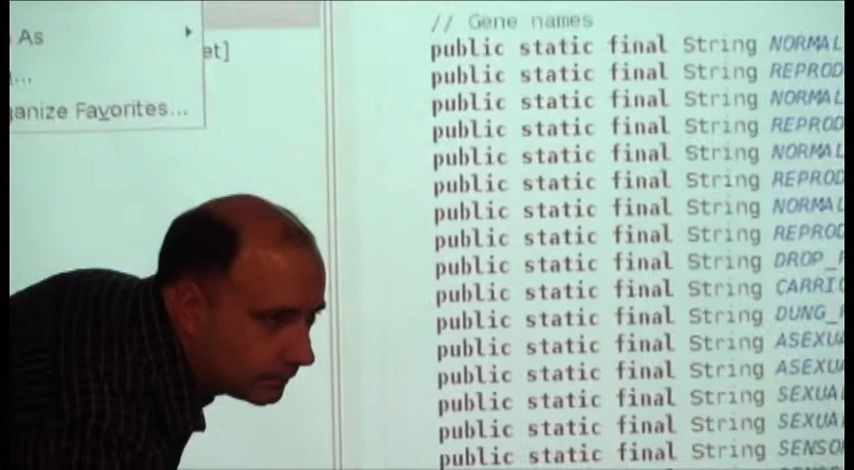 As
et]
...
ganize Favorites...
// Gene names
public static final String NORMAL
public static final String REPROD
public static final String NORMAL
public static final String REPROD
public static final String NORMAL
public static final String REPROD
public static final String NORMAL
public static final String REPROD
public static final String DROP_
public static final String CARRIO
public static final String DUNG_
public static final String ASEXUA
public static final String ASEXUA
public static final String SEXUAL
public static final String SEXUAL
public static final String SENSO